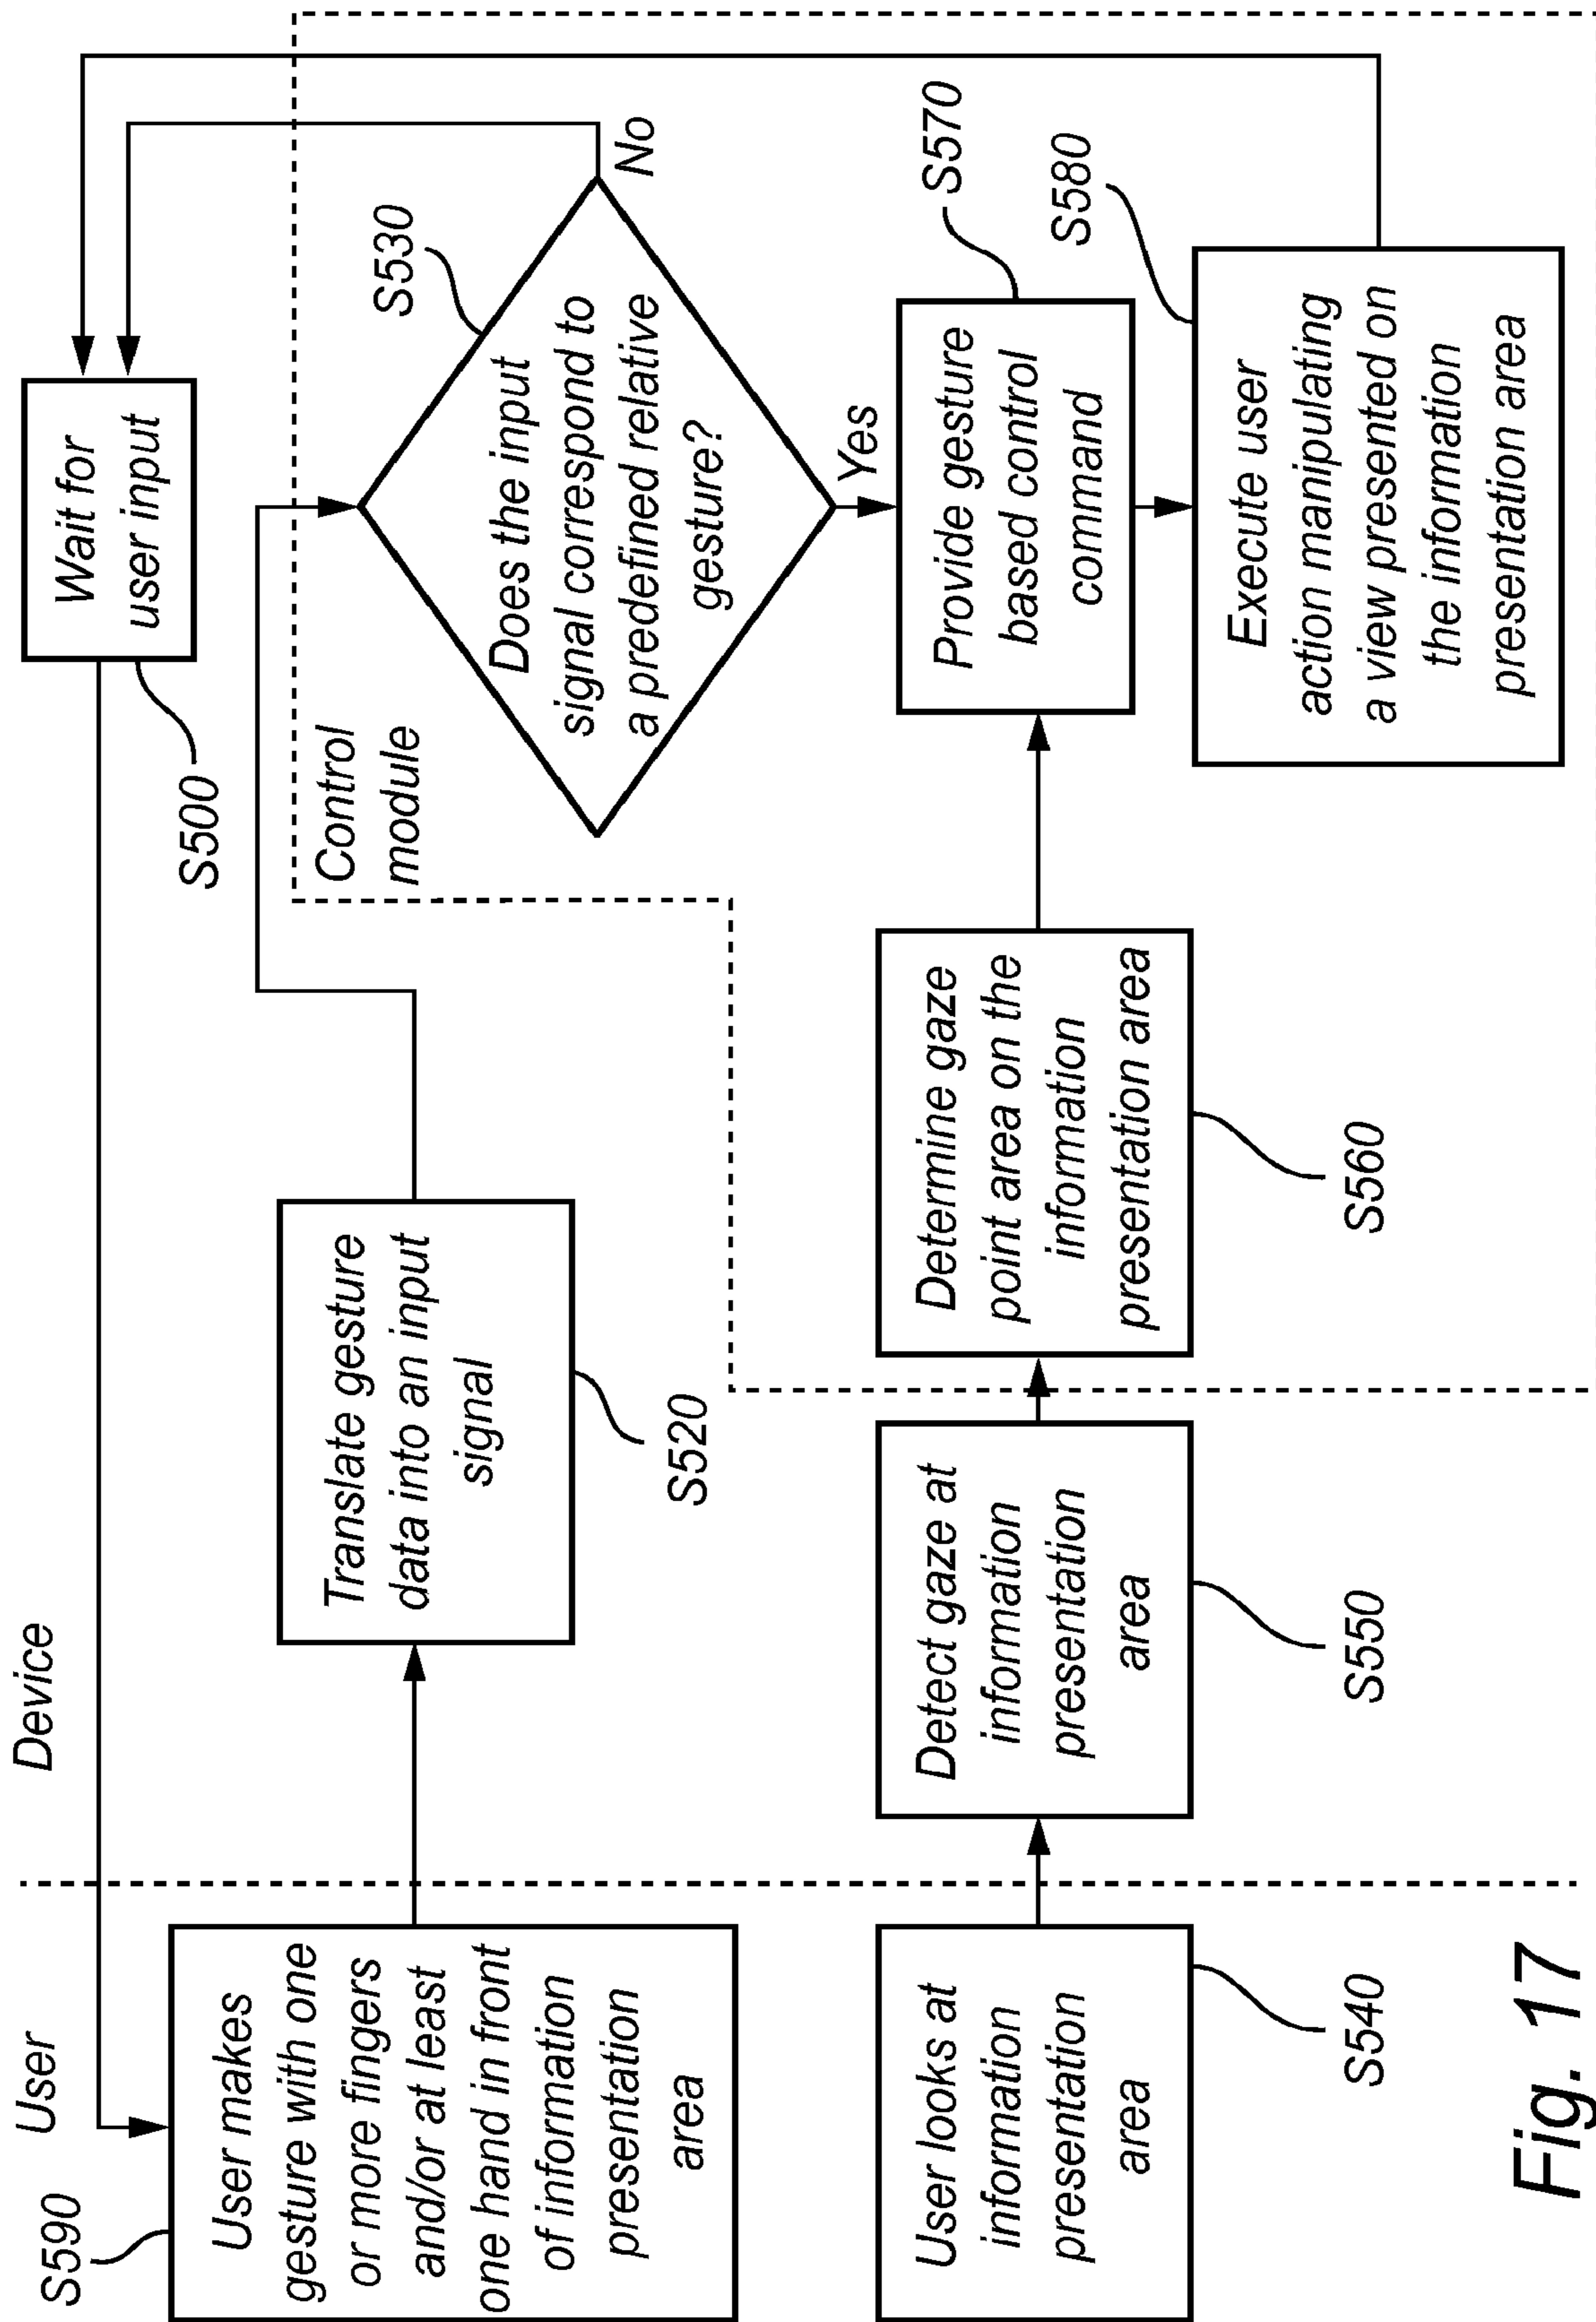 User
Device
S590
User makes
gesture with one
or more fingers
and/or at least
one hand in front
of information
presentation
area
Translate gesture
data into an input
signal
S520
Wait for
user input
S500
Control
module
Does the input
signal correspond to
a predefined relative
gesture?
S530
No
Yes
User looks at
information
presentation
area
S540
Detect gaze at
information
presentation
area
S550
Determine gaze
point area on the
information
presentation area
S560
Provide gesture
based control
command
S570
Execute user
action manipulating
a view presented on
the information
presentation area
S580
Fig. 17